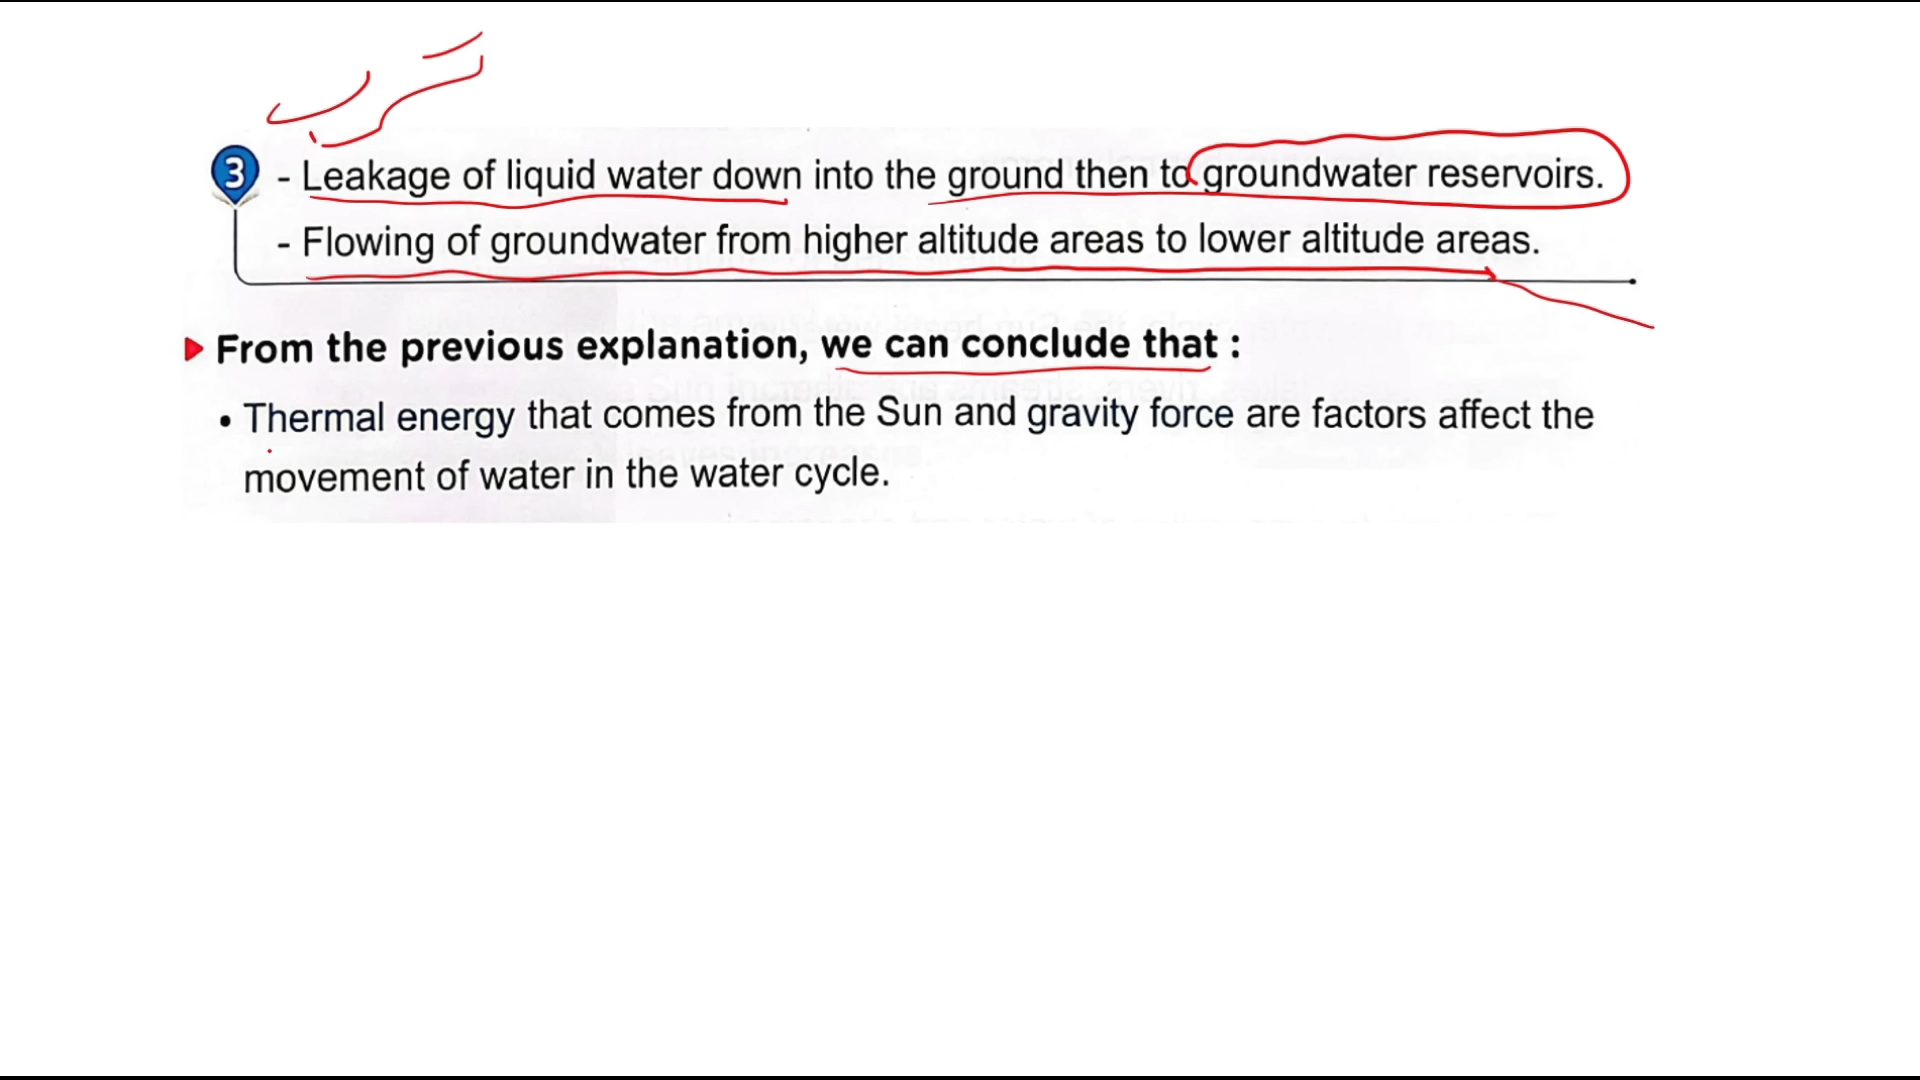 3 - Leakage of liquid water down into the ground then to groundwater reservoirs.
- Flowing of groundwater from higher altitude areas to lower altitude areas.
From the previous explanation, we can conclude that :
• Thermal energy that comes from the Sun and gravity force are factors affect the
movement of water in the water cycle.